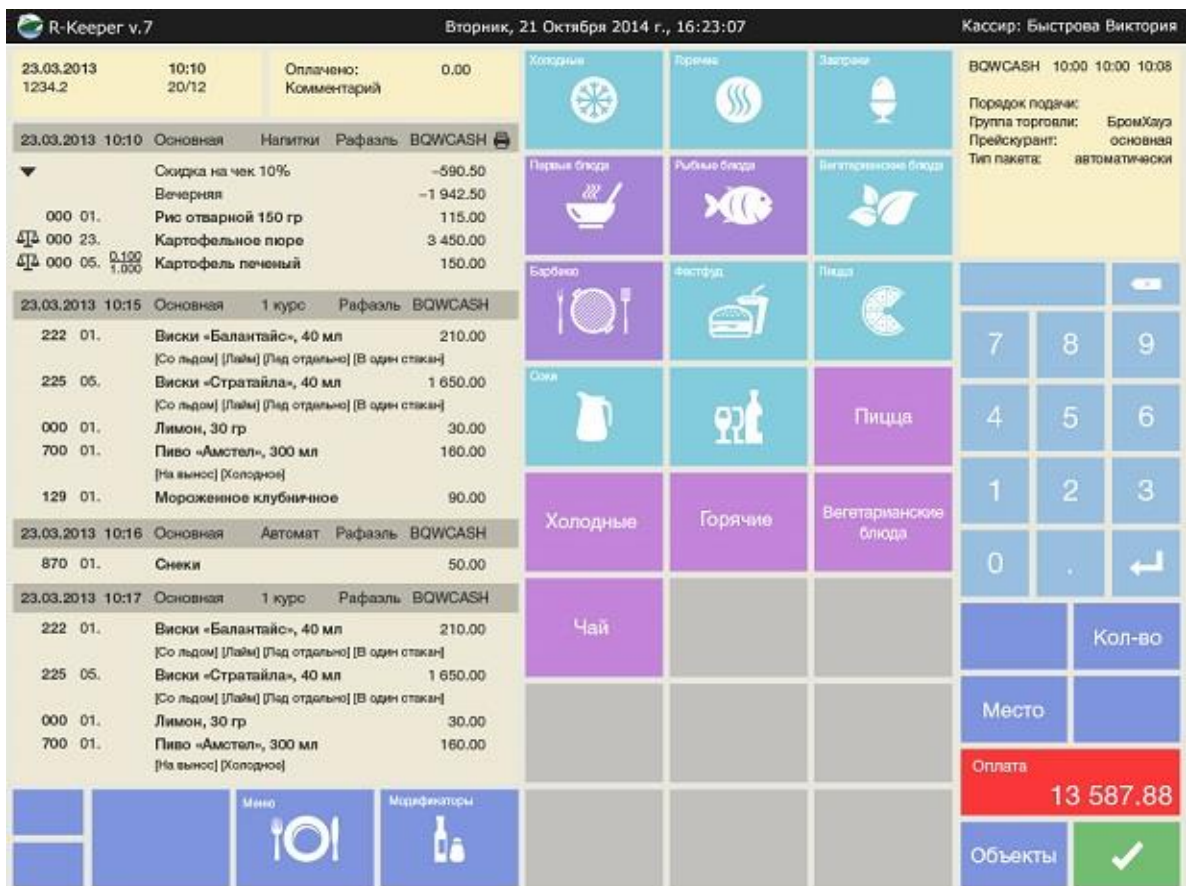 R-Keeper v.7
Вторник, 21 Октября 2014 г., 16:23:07
Кассир: Быстрова Виктория
23.03.2013 10:10 Оплачено: 0.00
1234.2 20/12 Комментарий
23.03.2013 10:10 Основная Напитки Рафаэль BQWCASH
Скидка на чек 10% -590.50
Вечерняя -1 942.50
000 01. Рис отварной 150 гр 115.00
000 23. Картофельное пюре 3 450.00
000 05. 0.100 1.000 Картофель печеный 150.00
23.03.2013 10:15 Основная 1 курс Рафаэль BQWCASH
222 01. Виски «Балантайс», 40 мл 210.00
[Со льдом] [Лайм] [Лед отдельно] [В один стакан]
225 05. Виски «Стратайла», 40 мл 1 650.00
[Со льдом] [Лайм] [Лед отдельно] [В один стакан]
000 01. Лимон, 30 гр 30.00
700 01. Пиво «Амстел», 300 мл 160.00
[На вынос] [Холодное]
129 01. Мороженное клубничное 90.00
23.03.2013 10:16 Основная Автомат Рафаэль BQWCASH
870 01. Снеки 50.00
23.03.2013 10:17 Основная 1 курс Рафаэль BQWCASH
222 01. Виски «Балантайс», 40 мл 210.00
[Со льдом] [Лайм] [Лед отдельно] [В один стакан]
225 05. Виски «Стратайла», 40 мл 1 650.00
[Со льдом] [Лайм] [Лед отдельно] [В один стакан]
000 01. Лимон, 30 гр 30.00
700 01. Пиво «Амстел», 300 мл 160.00
[На вынос] [Холодное]
Меню
Модификаторы
Холодные
Горячие
Завтраки
Первые блюда
Рыбные блюда
Вегетарианские блюда
Барбекю
Фастфуд
Пицца
Соки
Пицца
Холодные
Горячие
Вегетарианские
блюда
Чай
BQWCASH 10:00 10:00 10:08
Порядок подачи:
Группа торговли: БромХауз
Прейскурант: основная
Тип пакета: автоматически
7 8 9
4 5 6
1 2 3
0 .
Кол-во
Место
Оплата
13 587.88
Объекты